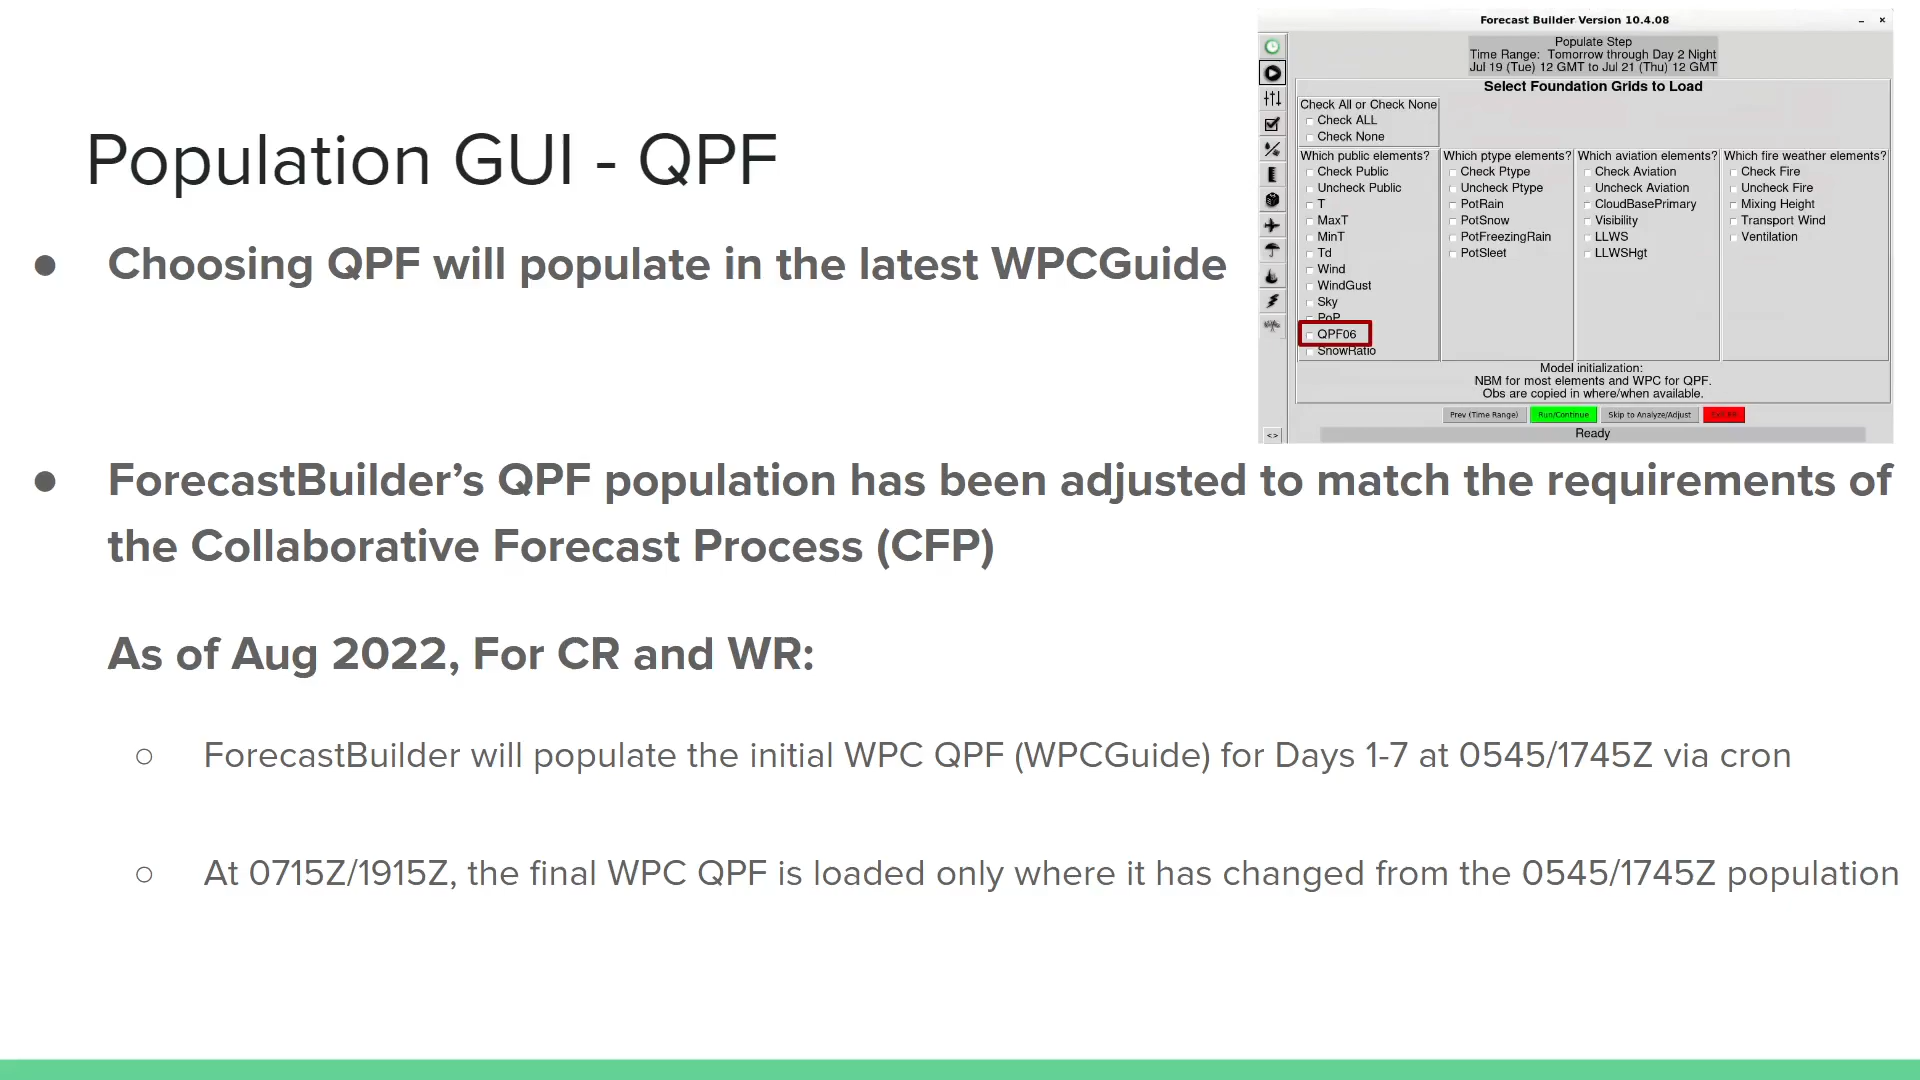 Population GUI - QPF
● Choosing QPF will populate in the latest WPCGuide
Forecast Builder Version 10.4.08
Populate Step
Time Range: Tomorrow through Day 2 Night
Jul 19 (Tue) 12 GMT to Jul 21 (Thu) 12 GMT
Select Foundation Grids to Load
Check All or Check None
Check ALL
Check None
Which public elements?
Check Public
Uncheck Public
T
MaxT
MinT
Td
Wind
WindGust
Sky
PoP
QPF06
SnowRatio
Which ptype elements?
Check Ptype
Uncheck Ptype
PotRain
PotSnow
PotFreezingRain
PotSleet
Which aviation elements?
Check Aviation
Uncheck Aviation
CloudBasePrimary
Visibility
LLWS
LLWSHgt
Which fire weather elements?
Check Fire
Uncheck Fire
Mixing Height
Transport Wind
Ventilation
Model initialization:
NBM for most elements and WPC for QPF.
Obs are copied in where/when available.
Prev (Time Range) Run/Continue Skip to Analyze/Adjust
<> Ready
● ForecastBuilder’s QPF population has been adjusted to match the requirements of
the Collaborative Forecast Process (CFP)
As of Aug 2022, For CR and WR:
○ ForecastBuilder will populate the initial WPC QPF (WPCGuide) for Days 1-7 at 0545/1745Z via cron
○ At 0715Z/1915Z, the final WPC QPF is loaded only where it has changed from the 0545/1745Z population